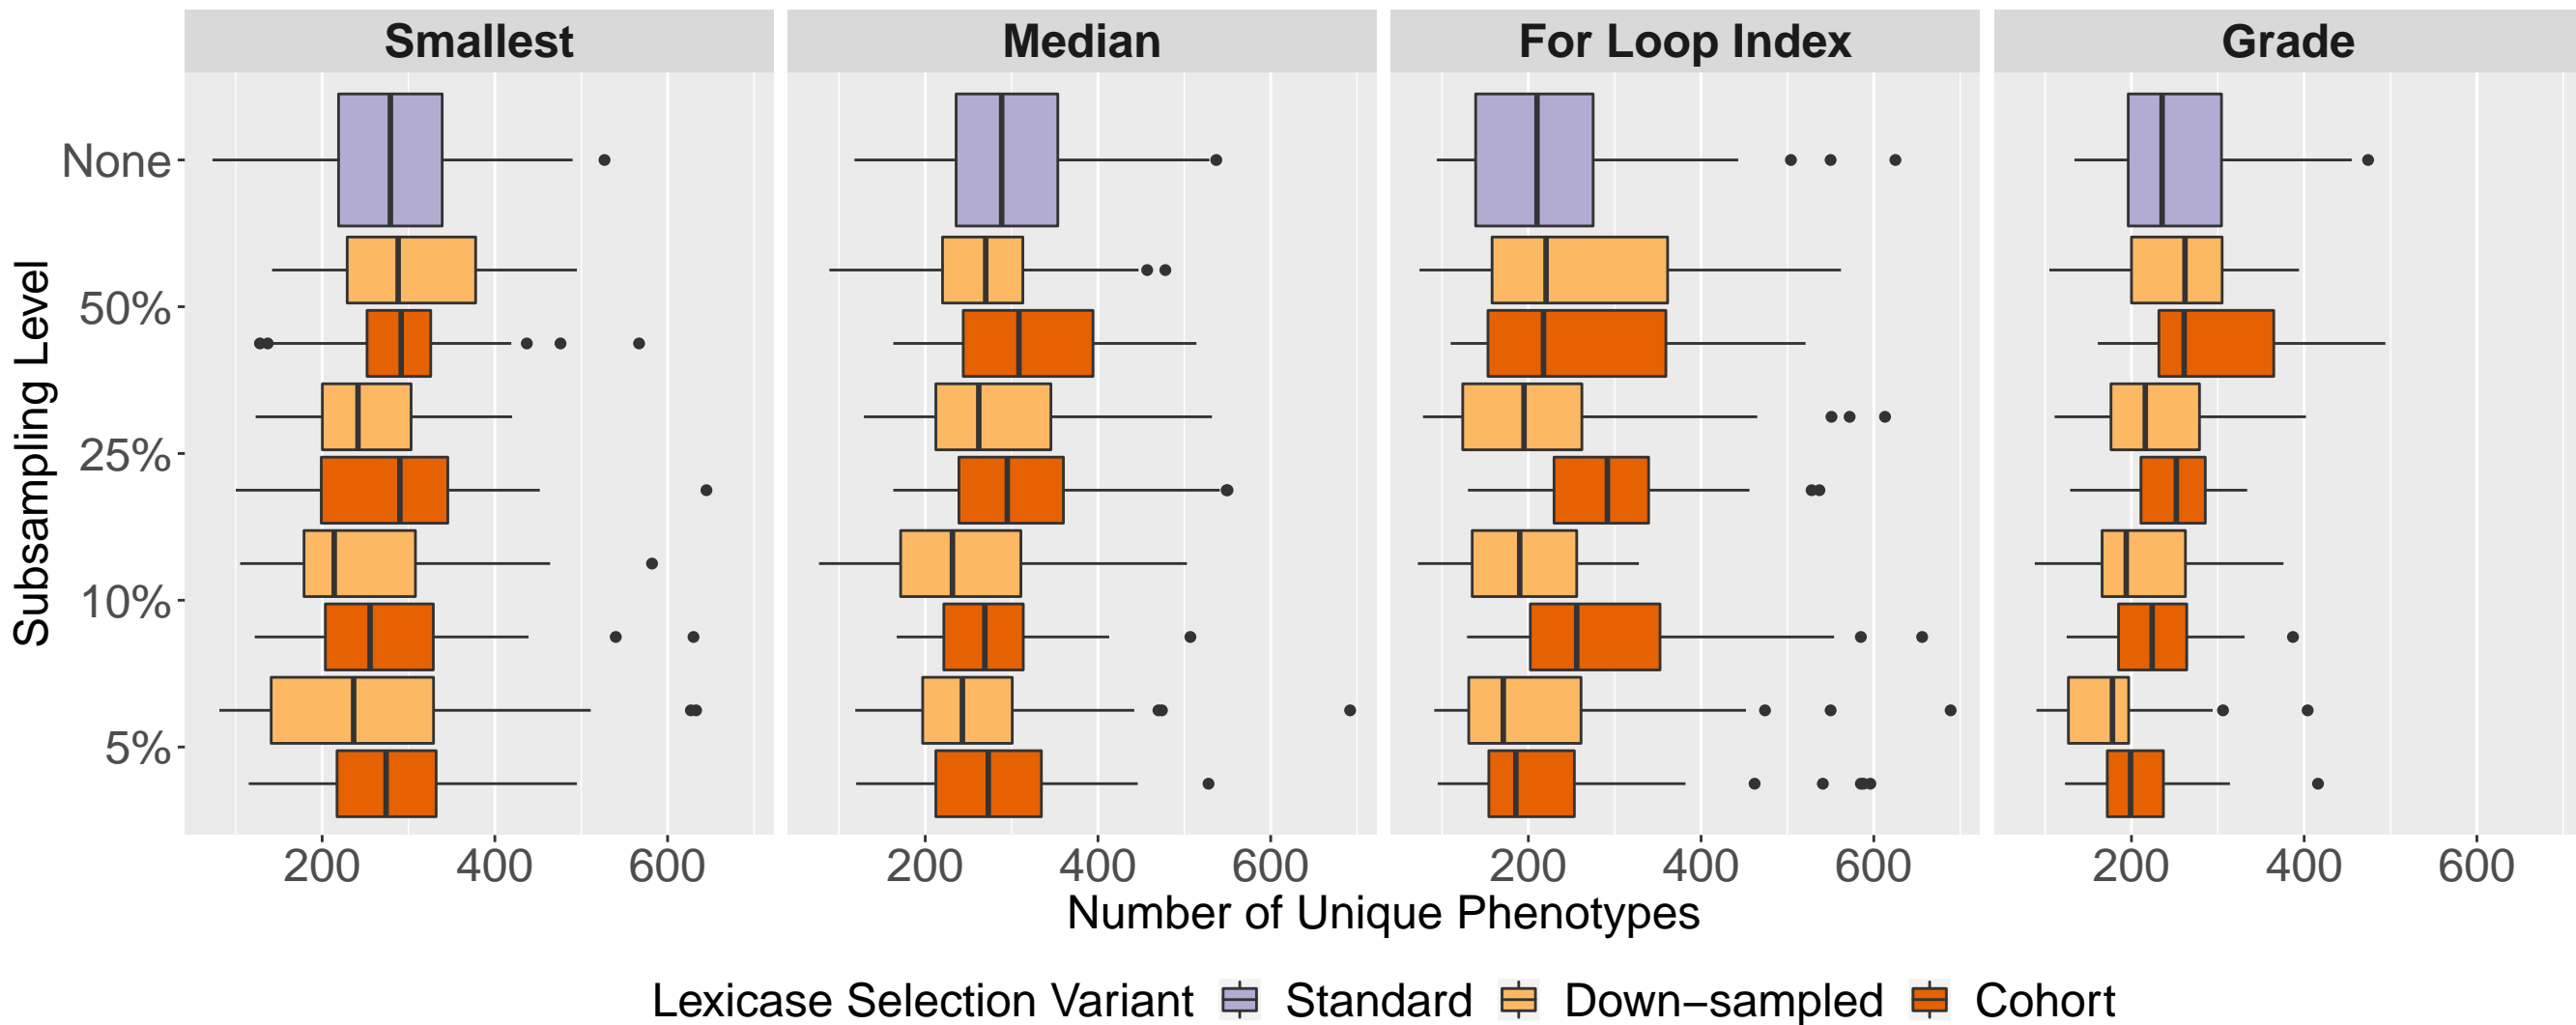 Smallest Median For Loop Index Grade
Subsampling Level
None
50%
25%
10%
5%
200 400 600 200 400 600 200 400 600 200 400 600
Number of Unique Phenotypes
Lexicase Selection Variant Standard Down−sampled Cohort